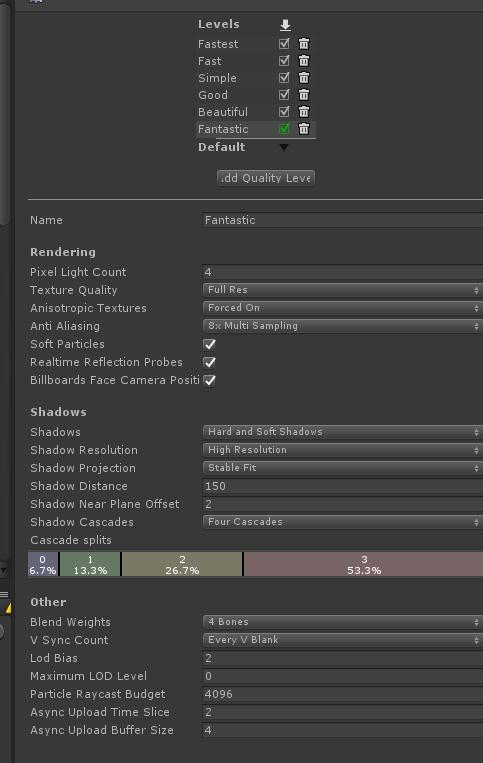 Levels
Fastest
Fast
Simple
Good
Beautiful
Fantastic
Default
dd Quality Leve
Name Fantastic
Rendering
Pixel Light Count 4
Texture Quality Full Res
Anisotropic Textures Forced On
Anti Aliasing 8x Multi Sampling
Soft Particles
Realtime Reflection Probes
Billboards Face Camera Positi
Shadows
Shadows Hard and Soft Shadows
Shadow Resolution High Resolution
Shadow Projection Stable Fit
Shadow Distance 150
Shadow Near Plane Offset 2
Shadow Cascades Four Cascades
Cascade splits
0 1 2 3
6.7% 13.3% 26.7% 53.3%
Other
Blend Weights 4 Bones
V Sync Count Every V Blank
Lod Bias 2
Maximum LOD Level 0
Particle Raycast Budget 4096
Async Upload Time Slice 2
Async Upload Buffer Size 4